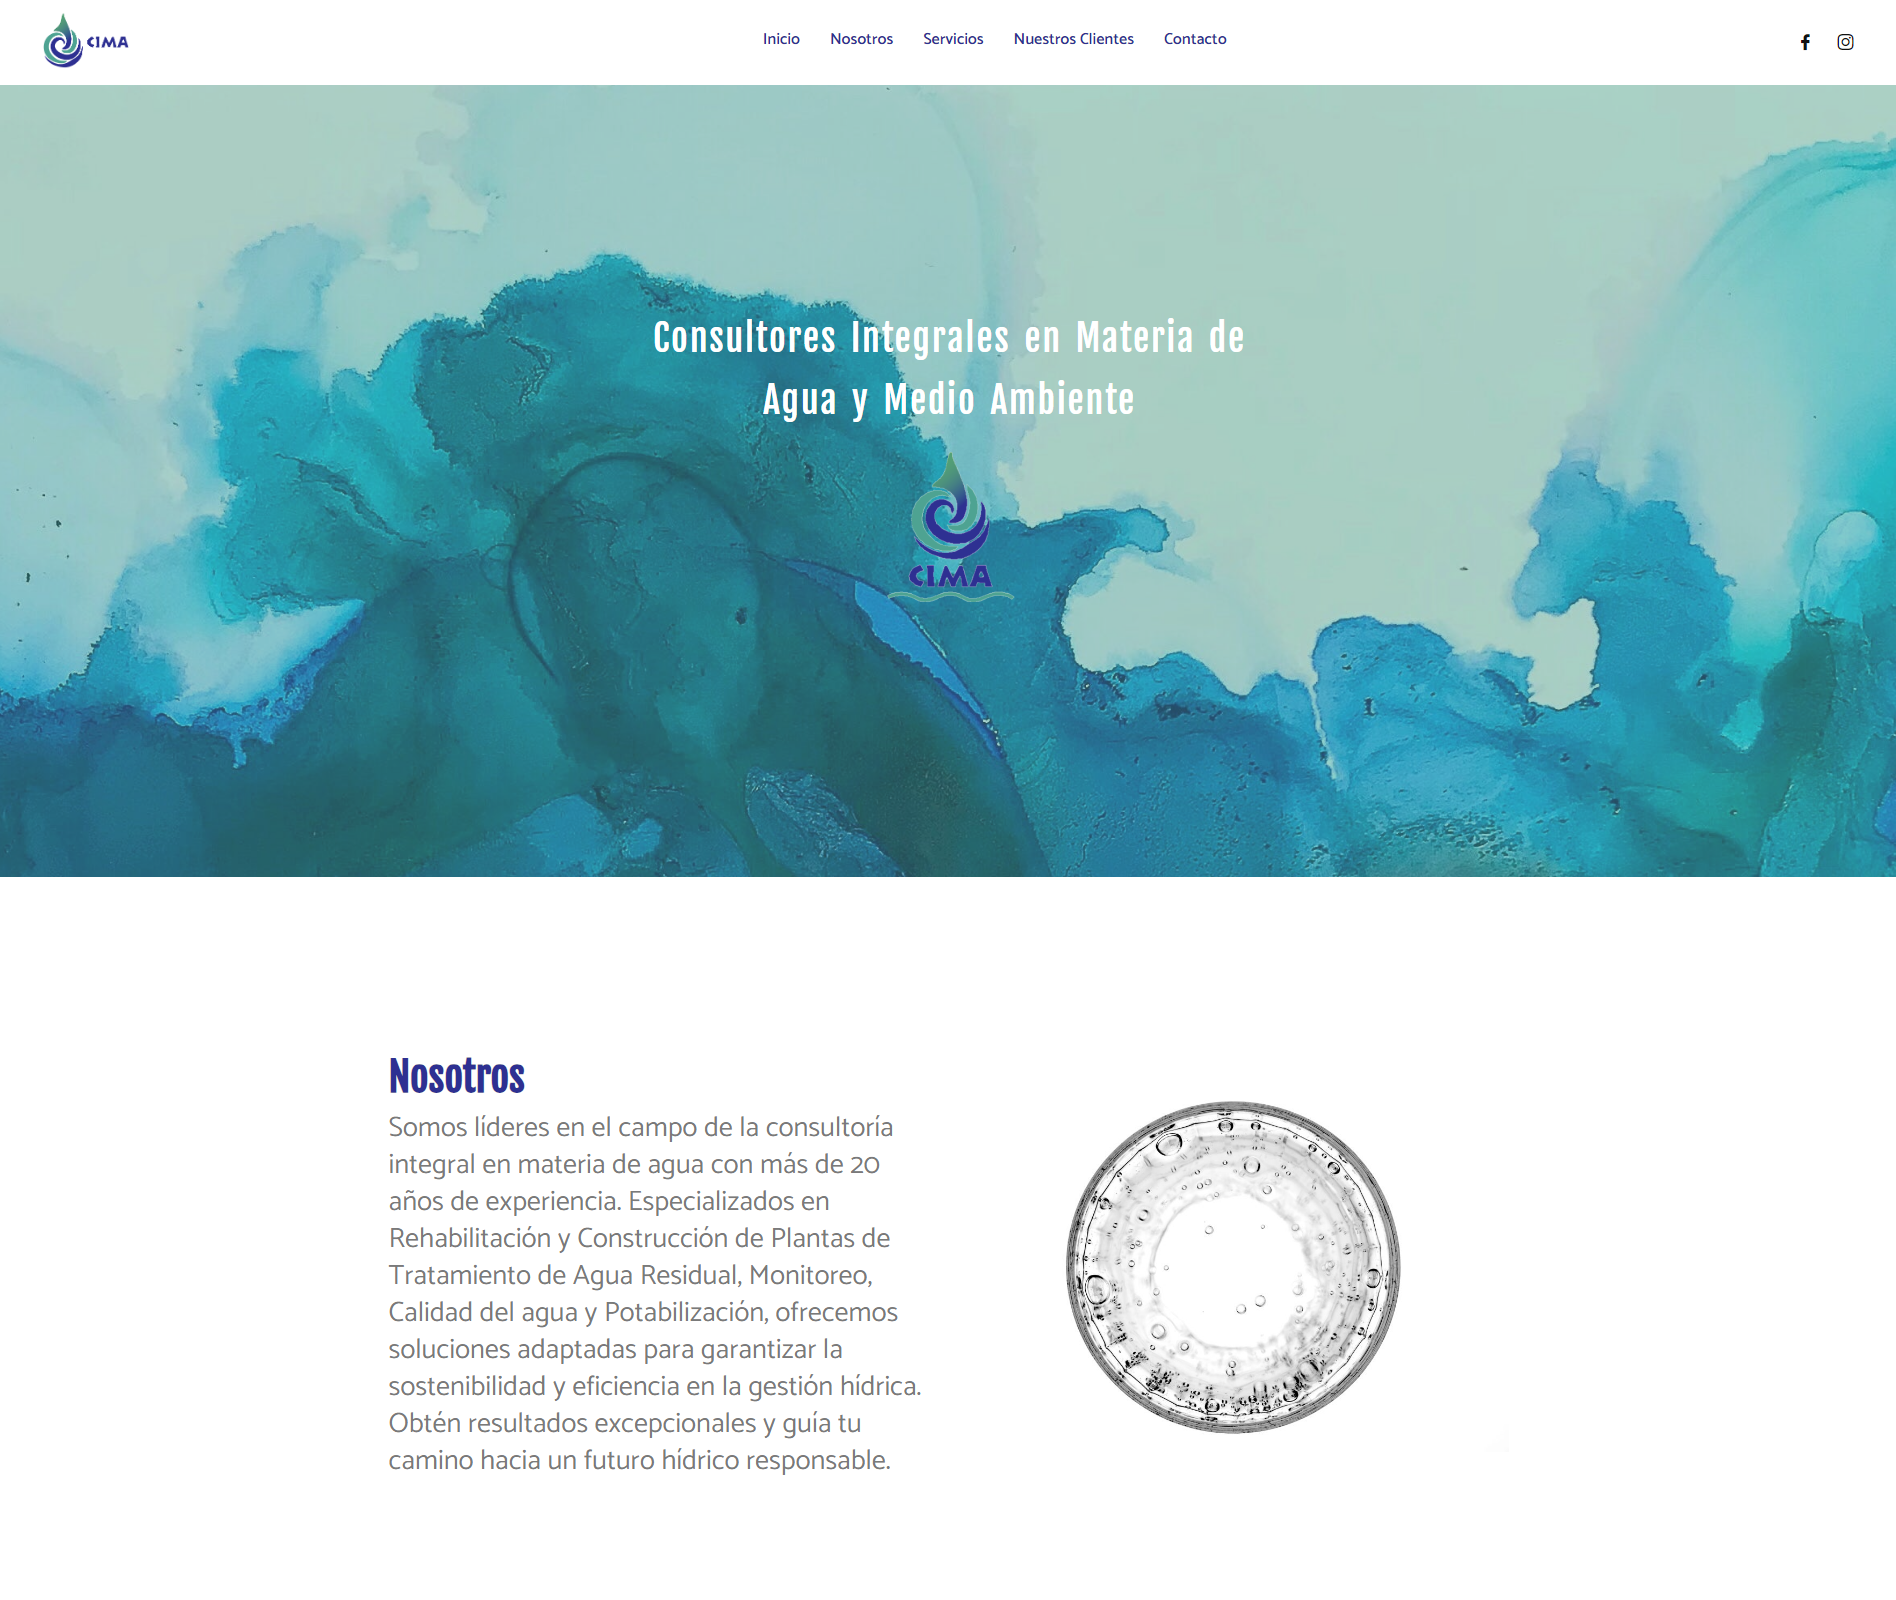 CIMA
Inicio
Nosotros
Servicios
Nuestros Clientes
Contacto
Consultores Integrales en Materia de
Agua y Medio Ambiente
CIMA
Nosotros
Somos líderes en el campo de la consultoría
integral en materia de agua con más de 20
años de experiencia. Especializados en
Rehabilitación y Construcción de Plantas de
Tratamiento de Agua Residual, Monitoreo,
Calidad del agua y Potabilización, ofrecemos
soluciones adaptadas para garantizar la
sostenibilidad y eficiencia en la gestión hídrica.
Obtén resultados excepcionales y guía tu
camino hacia un futuro hídrico responsable.